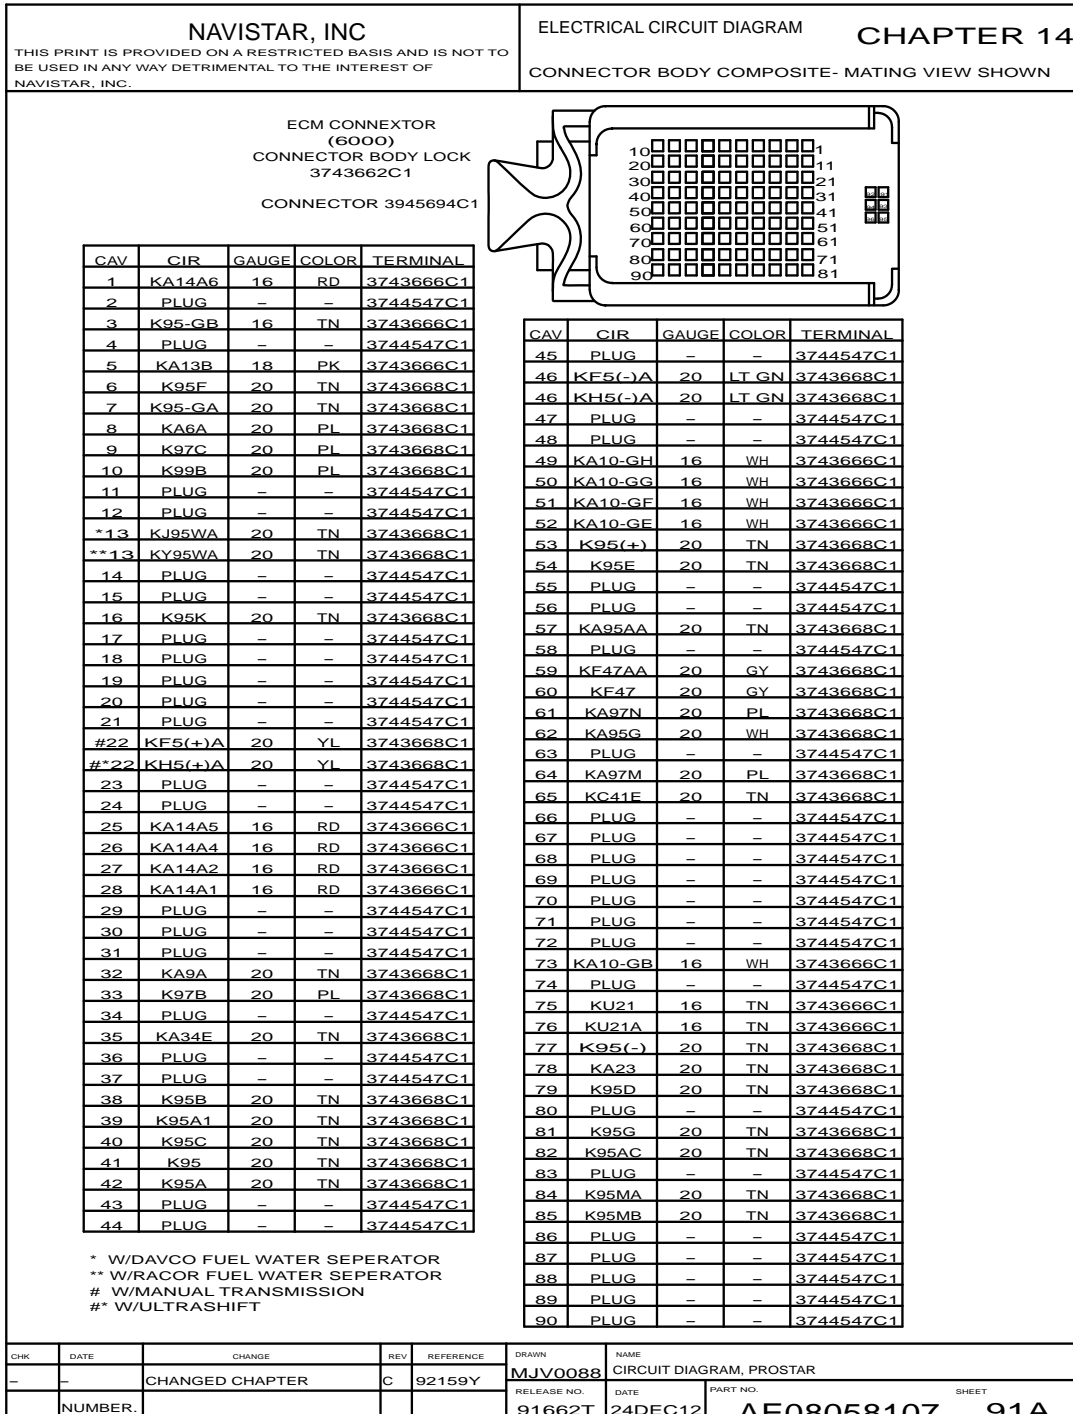 NAVISTAR, INC
THIS PRINT IS PROVIDED ON A RESTRICTED BASIS AND IS NOT TO
BE USED IN ANY WAY DETRIMENTAL TO THE INTEREST OF
NAVISTAR, INC.
ELECTRICAL CIRCUIT DIAGRAM
CHAPTER 14
CONNECTOR BODY COMPOSITE- MATING VIEW SHOWN
ECM CONNEXTOR
(6000)
CONNECTOR BODY LOCK
3743662C1
CONNECTOR 3945694C1
10 1
20 11
30 21
40 31
50 41
60 51
70 61
80 71
90 81
CAV CIR GAUGE COLOR TERMINAL
1 KA14A6 16 RD 3743666C1
2 PLUG – – 3744547C1
3 K95-GB 16 TN 3743666C1
4 PLUG – – 3744547C1
5 KA13B 18 PK 3743666C1
6 K95F 20 TN 3743668C1
7 K95-GA 20 TN 3743668C1
8 KA6A 20 PL 3743668C1
9 K97C 20 PL 3743668C1
10 K99B 20 PL 3743668C1
11 PLUG – – 3744547C1
12 PLUG – – 3744547C1
*13 KJ95WA 20 TN 3743668C1
**13 KY95WA 20 TN 3743668C1
14 PLUG – – 3744547C1
15 PLUG – – 3744547C1
16 K95K 20 TN 3743668C1
17 PLUG – – 3744547C1
18 PLUG – – 3744547C1
19 PLUG – – 3744547C1
20 PLUG – – 3744547C1
21 PLUG – – 3744547C1
#22 KF5(+)A 20 YL 3743668C1
#*22 KH5(+)A 20 YL 3743668C1
23 PLUG – – 3744547C1
24 PLUG – – 3744547C1
25 KA14A5 16 RD 3743666C1
26 KA14A4 16 RD 3743666C1
27 KA14A2 16 RD 3743666C1
28 KA14A1 16 RD 3743666C1
29 PLUG – – 3744547C1
30 PLUG – – 3744547C1
31 PLUG – – 3744547C1
32 KA9A 20 TN 3743668C1
33 K97B 20 PL 3743668C1
34 PLUG – – 3744547C1
35 KA34E 20 TN 3743668C1
36 PLUG – – 3744547C1
37 PLUG – – 3744547C1
38 K95B 20 TN 3743668C1
39 K95A1 20 TN 3743668C1
40 K95C 20 TN 3743668C1
41 K95 20 TN 3743668C1
42 K95A 20 TN 3743668C1
43 PLUG – – 3744547C1
44 PLUG – – 3744547C1
* W/DAVCO FUEL WATER SEPERATOR
** W/RACOR FUEL WATER SEPERATOR
# W/MANUAL TRANSMISSION
#* W/ULTRASHIFT
CAV CIR GAUGE COLOR TERMINAL
45 PLUG – – 3744547C1
46 KF5(-)A 20 LT GN 3743668C1
46 KH5(-)A 20 LT GN 3743668C1
47 PLUG – – 3744547C1
48 PLUG – – 3744547C1
49 KA10-GH 16 WH 3743666C1
50 KA10-GG 16 WH 3743666C1
51 KA10-GF 16 WH 3743666C1
52 KA10-GE 16 WH 3743666C1
53 K95(+) 20 TN 3743668C1
54 K95E 20 TN 3743668C1
55 PLUG – – 3744547C1
56 PLUG – – 3744547C1
57 KA95AA 20 TN 3743668C1
58 PLUG – – 3744547C1
59 KF47AA 20 GY 3743668C1
60 KF47 20 GY 3743668C1
61 KA97N 20 PL 3743668C1
62 KA95G 20 WH 3743668C1
63 PLUG – – 3744547C1
64 KA97M 20 PL 3743668C1
65 KC41E 20 TN 3743668C1
66 PLUG – – 3744547C1
67 PLUG – – 3744547C1
68 PLUG – – 3744547C1
69 PLUG – – 3744547C1
70 PLUG – – 3744547C1
71 PLUG – – 3744547C1
72 PLUG – – 3744547C1
73 KA10-GB 16 WH 3743666C1
74 PLUG – – 3744547C1
75 KU21 16 TN 3743666C1
76 KU21A 16 TN 3743666C1
77 K95(-) 20 TN 3743668C1
78 KA23 20 TN 3743668C1
79 K95D 20 TN 3743668C1
80 PLUG – – 3744547C1
81 K95G 20 TN 3743668C1
82 K95AC 20 TN 3743668C1
83 PLUG – – 3744547C1
84 K95MA 20 TN 3743668C1
85 K95MB 20 TN 3743668C1
86 PLUG – – 3744547C1
87 PLUG – – 3744547C1
88 PLUG – – 3744547C1
89 PLUG – – 3744547C1
90 PLUG – – 3744547C1
CHK DATE CHANGE REV REFERENCE
– – CHANGED CHAPTER C 92159Y
NUMBER.
DRAWN NAME
MJV0088 CIRCUIT DIAGRAM, PROSTAR
RELEASE NO. DATE PART NO. SHEET
91662T 24DEC12 AE08058107 91A